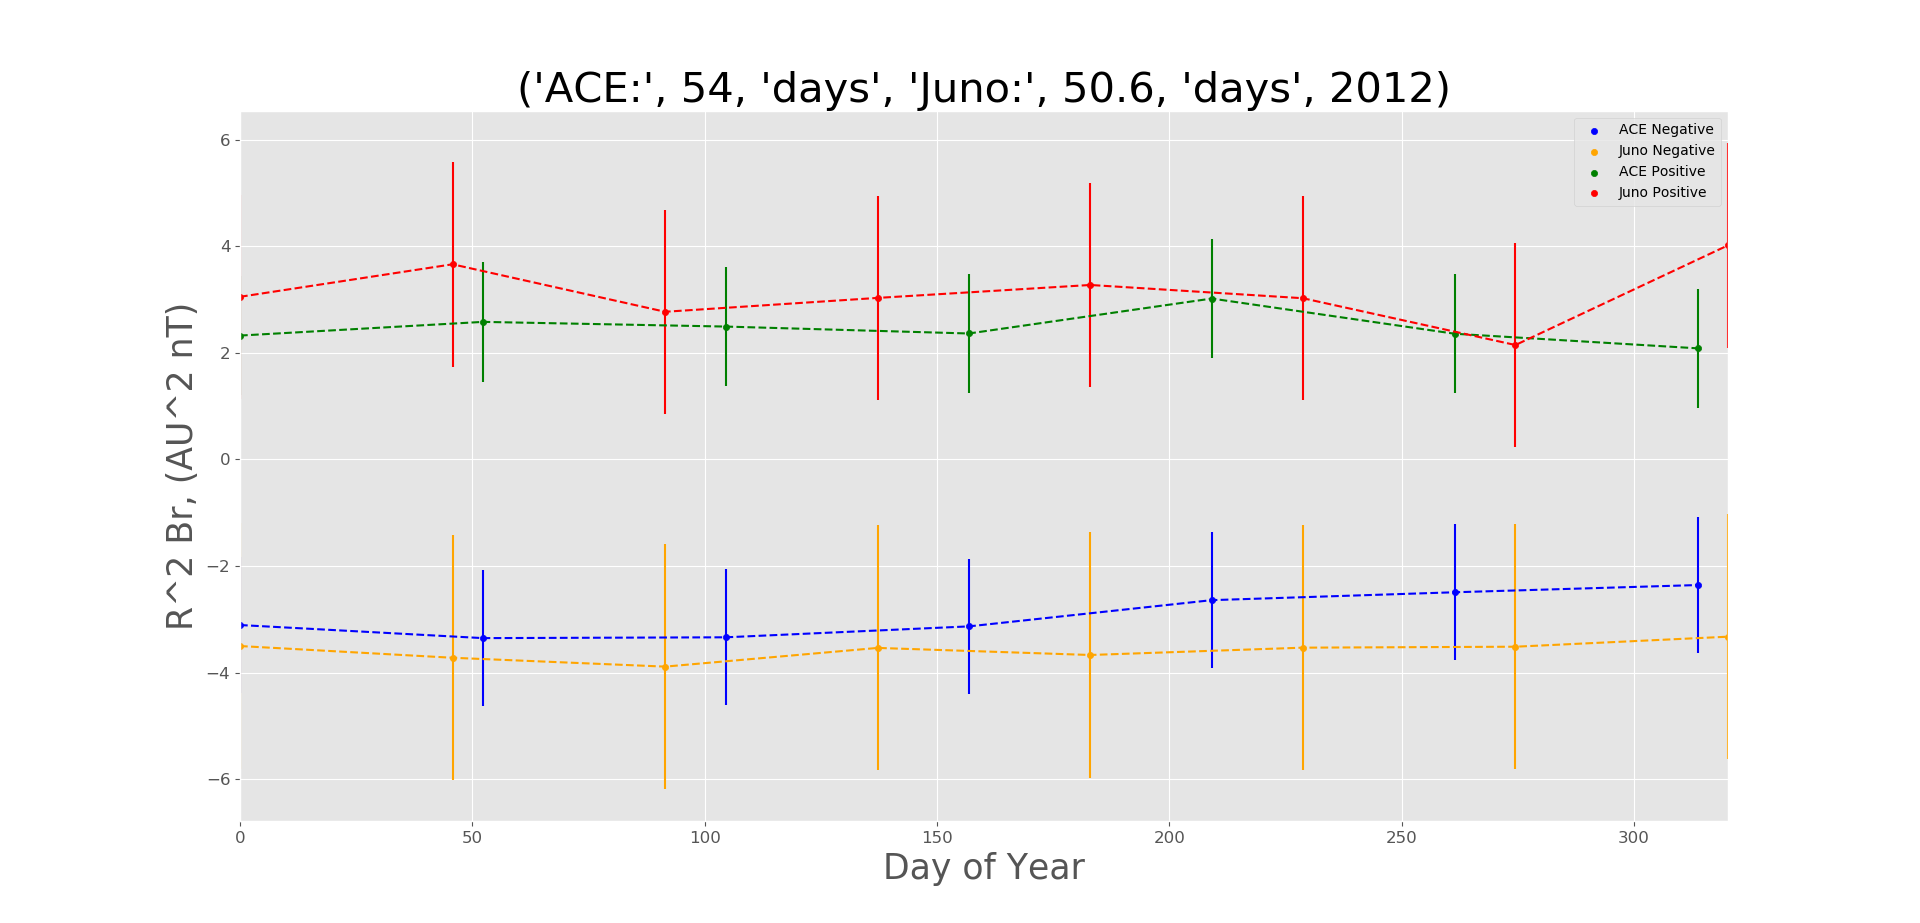 ('ACE:', 54, 'days', 'Juno:', 50.6, 'days', 2012)
ACE Negative
Juno Negative
ACE Positive
Juno Positive
R^2 Br, (AU^2 nT)
6
4
2
0
−2
−4
−6
0 50 100 150 200 250 300
Day of Year